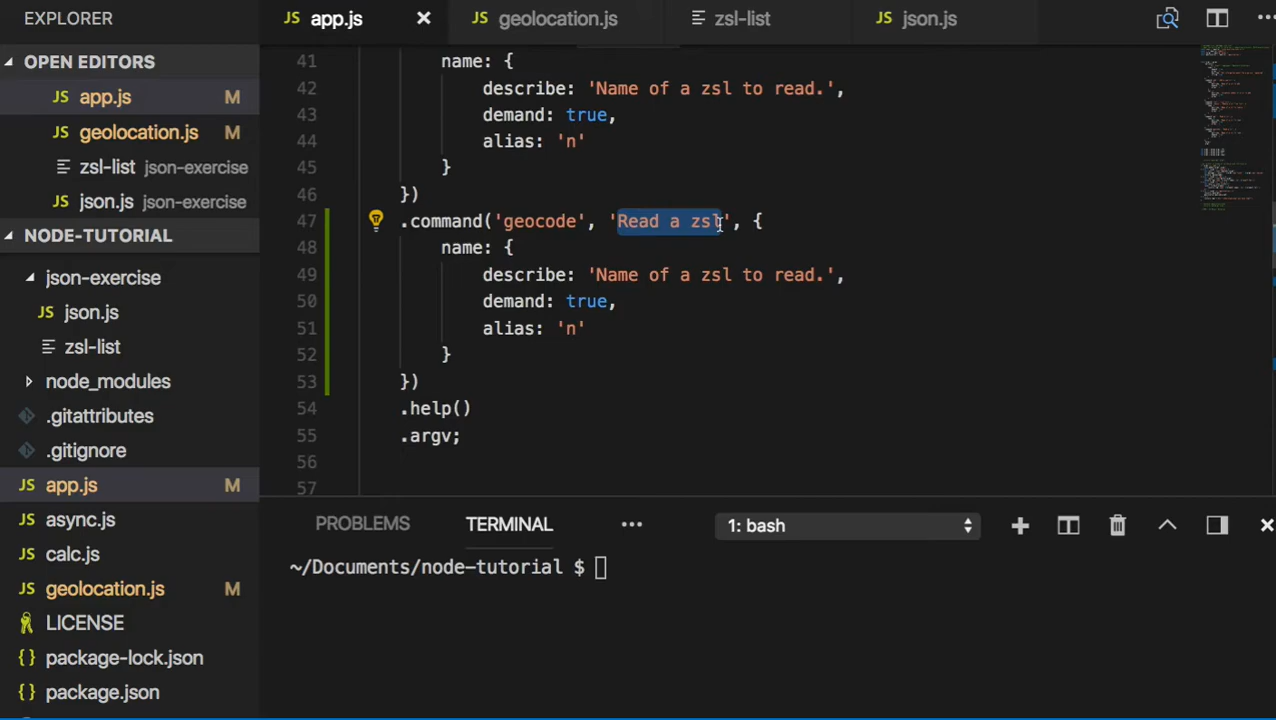 app.js
geolocation.js
zsl-list
json.js
OPEN EDITORS
JS app.js M
JS geolocation.js M
zsl-list json-exercise
JS json.js json-exercise
NODE-TUTORIAL
json-exercise
JS json.js
zsl-list
node_modules
.gitattributes
.gitignore
JS app.js M
JS async.js
JS calc.js
JS geolocation.js M
LICENSE
{} package-lock.json
{} package.json
EXPLORER
JS
JS
JS
41 name: {
42 describe: 'Name of a zsl to read.',
43 demand: true,
44 alias: 'n'
45 }
46 })
47 .command('geocode', 'Read a zsl', {
48 name: {
49 describe: 'Name of a zsl to read.',
50 demand: true,
51 alias: 'n'
52 }
53 })
54 .help()
55 .argv;
56
57
PROBLEMS TERMINAL 1: bash
~/Documents/node-tutorial $